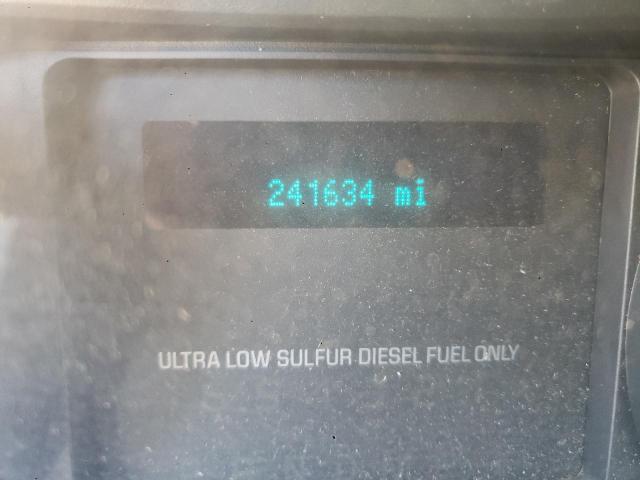 241634 mi
ULTRA LOW SULFUR DIESEL FUEL ONLY